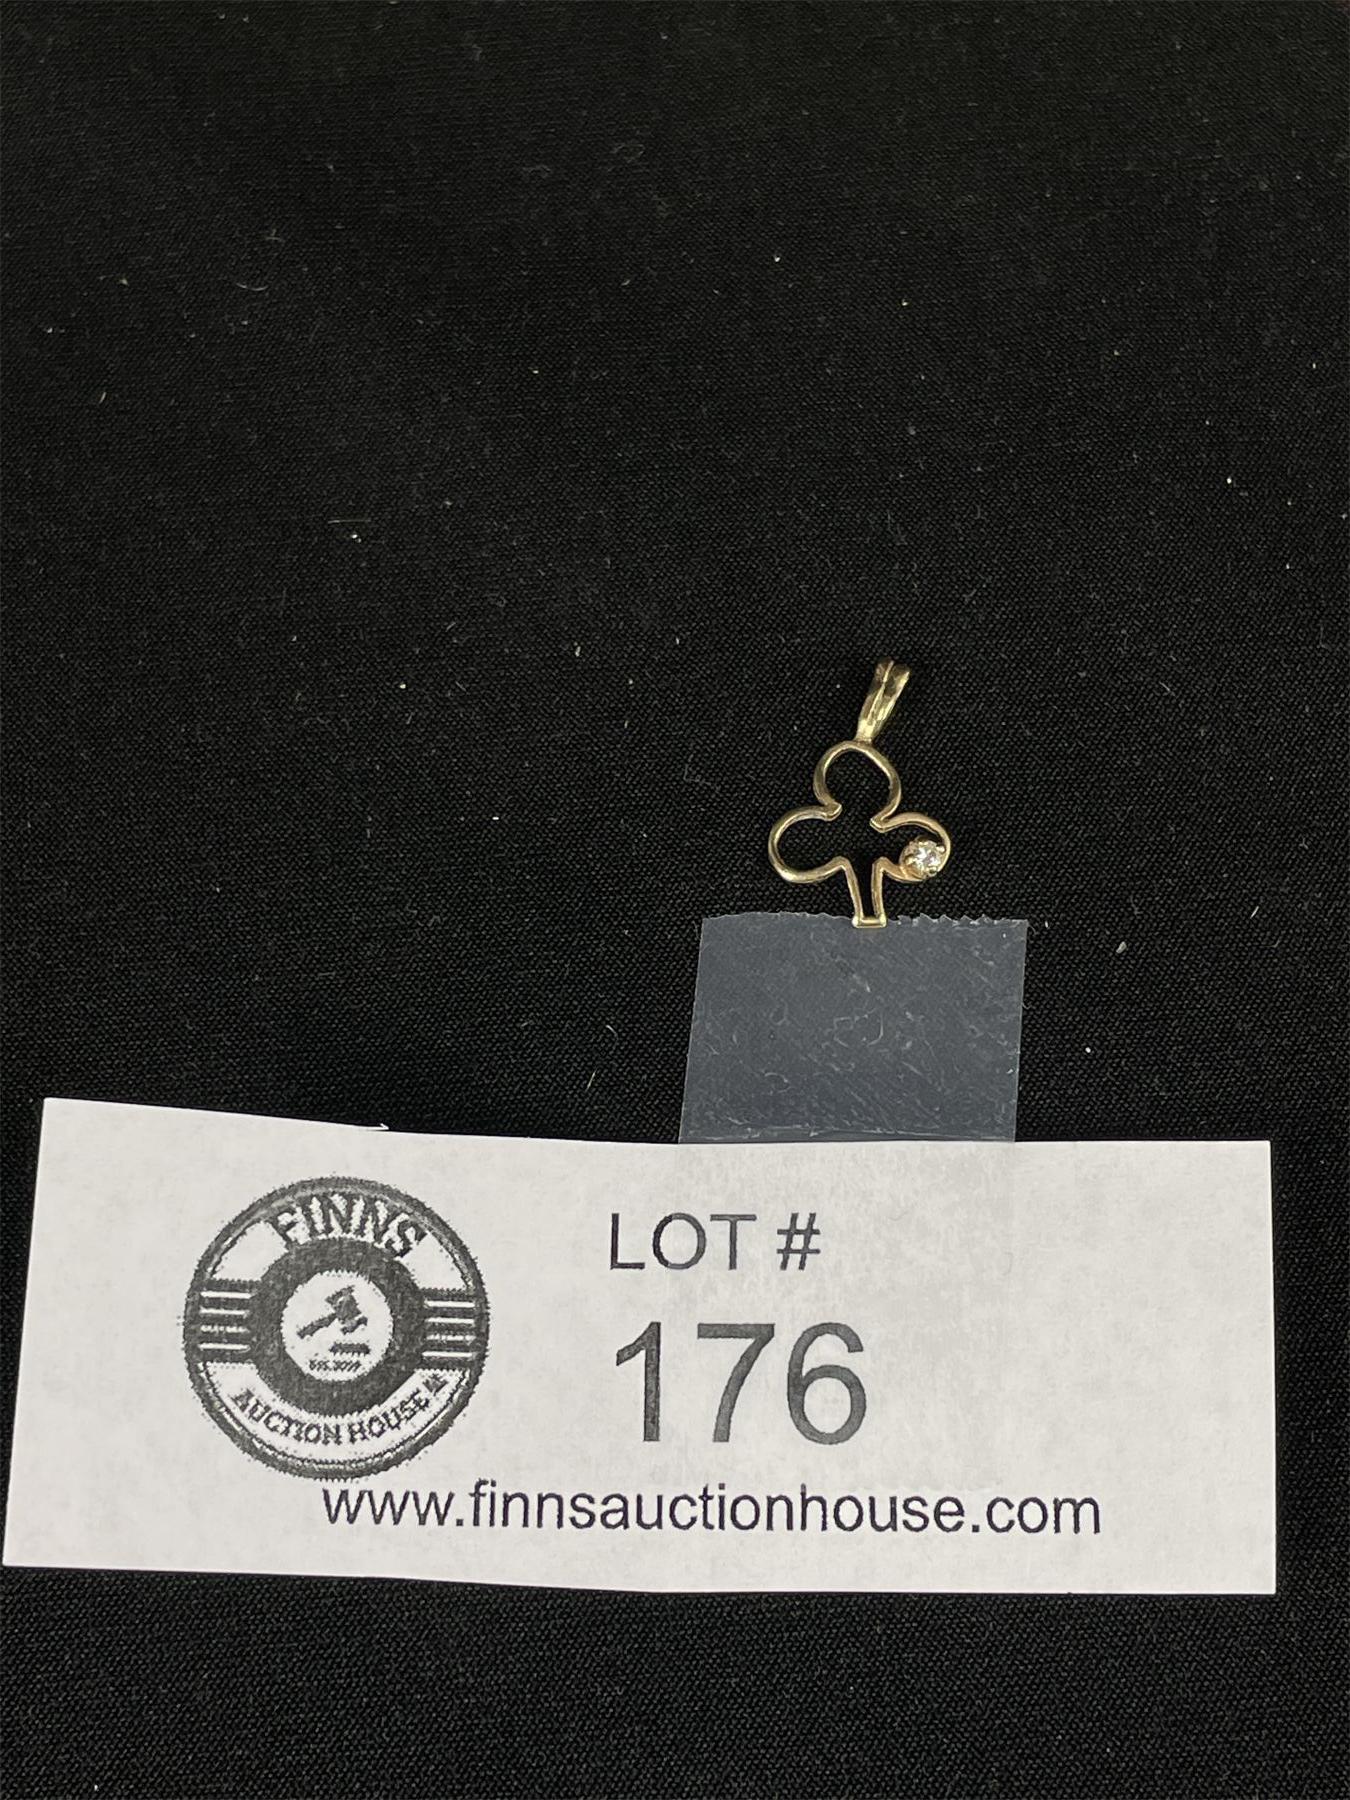 FINNS
AUCTION HOUSE
LOT #
176
www.finnsauctionhouse.com